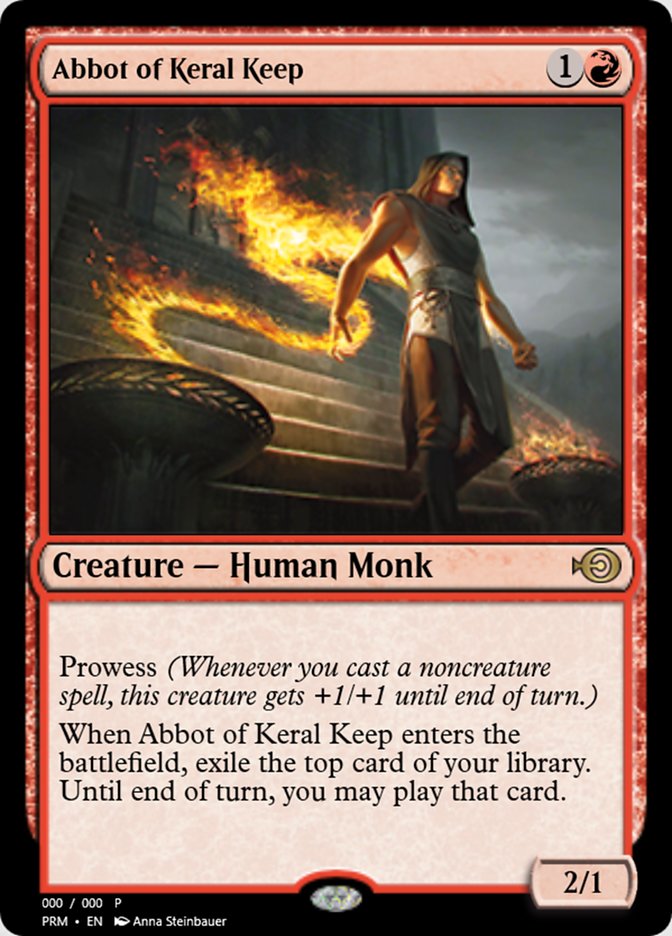 Abbot of Keral Keep 1
Creature — Human Monk
Prowess (Whenever you cast a noncreature
spell, this creature gets +1/+1 until end of turn.)
When Abbot of Keral Keep enters the
battlefield, exile the top card of your library.
Until end of turn, you may play that card.
2/1
000 / 000 P
PRM • EN Anna Steinbauer